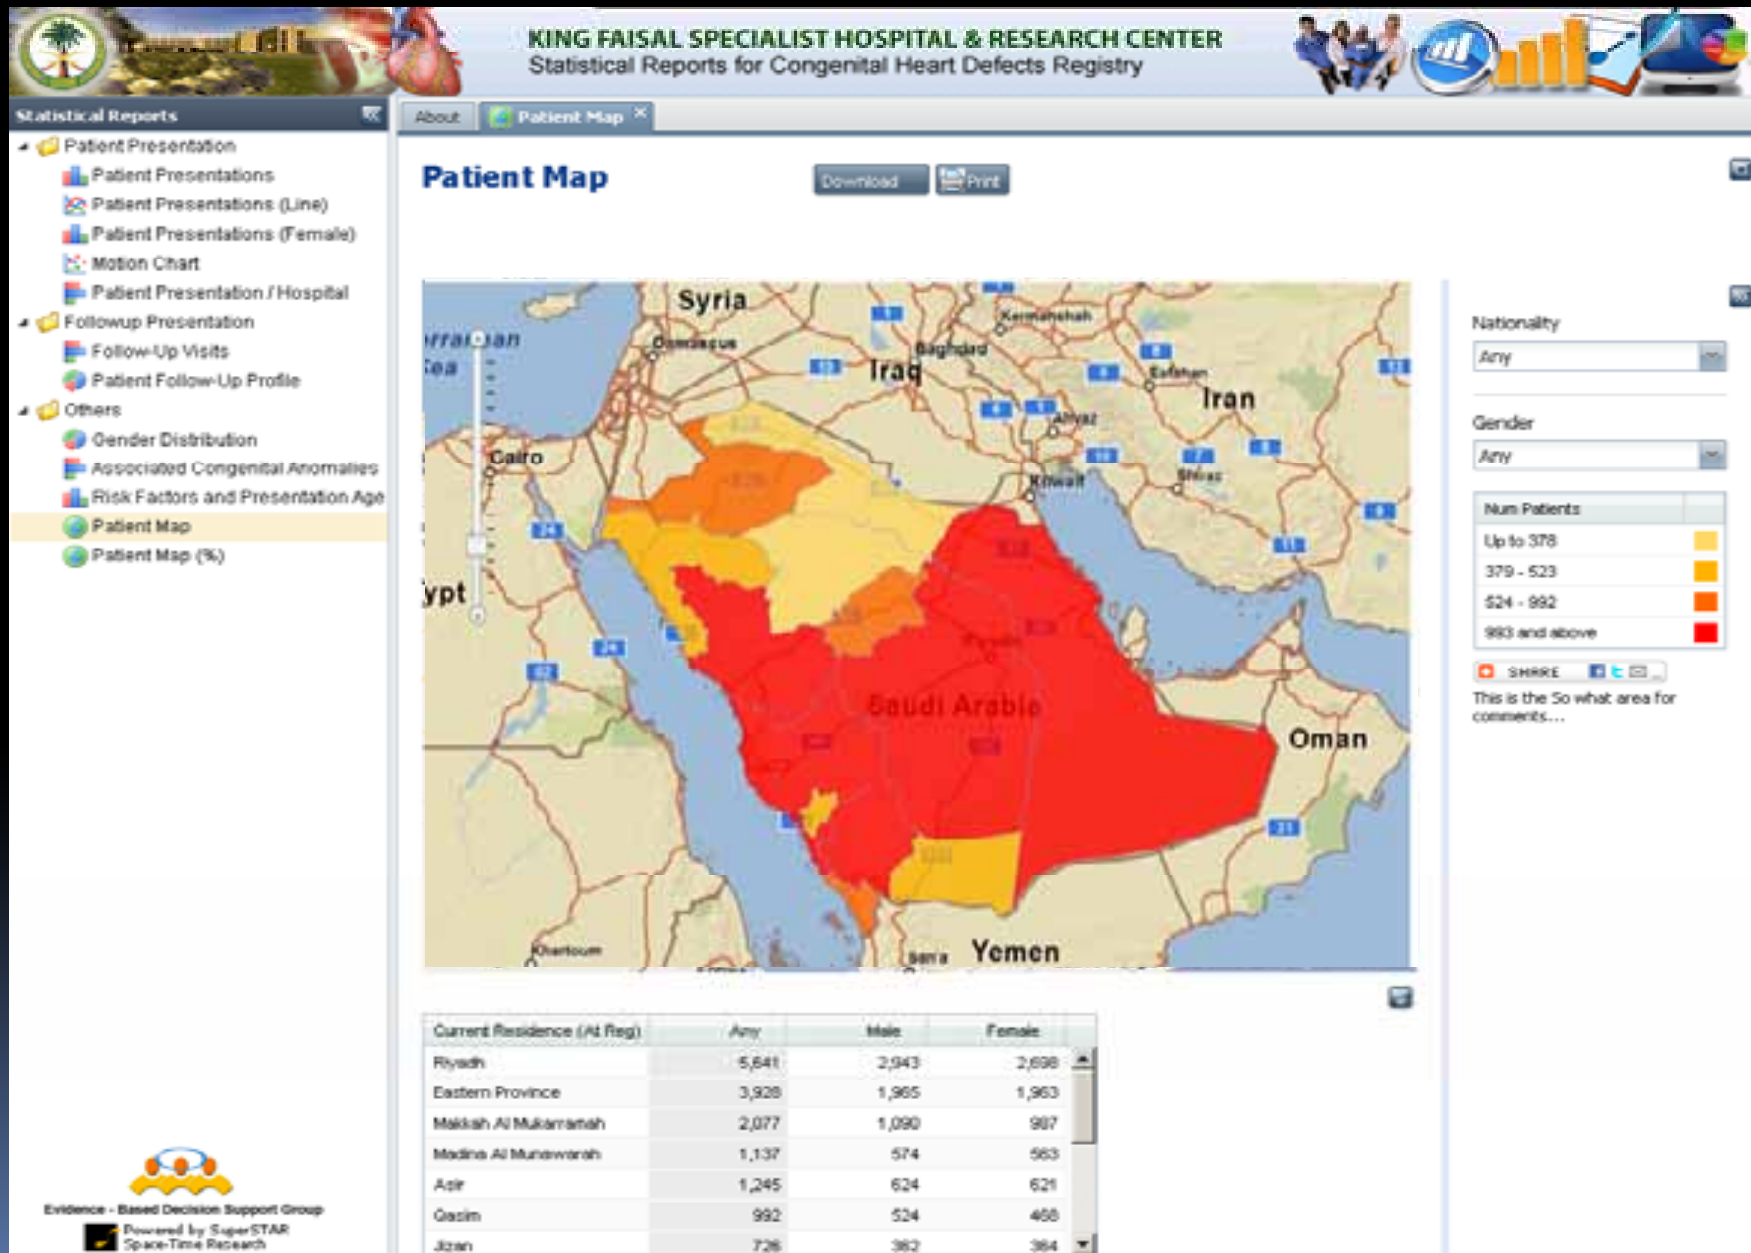 KING FAISAL SPECIALIST HOSPITAL & RESEARCH CENTER
Statistical Reports for Congenital Heart Defects Registry
Statistical Reports
About
Patient Map
Patient Presentation
Patient Presentations
Patient Presentations (Line)
Patient Presentations (Female)
Motion Chart
Patient Presentation / Hospital
Followup Presentation
Follow-Up Visits
Patient Follow-Up Profile
Others
Gender Distribution
Associated Congenital Anomalies
Risk Factors and Presentation Age
Patient Map
Patient Map (%)
Patient Map
Download
Print
Syria
Kermanshah
Damascus
Baghdad
Iraq
Esfahan
Iran
Ahvaz
Cairo
Kuwait
Shiraz
ypt
Saudi Arabia
Oman
Khartoum
San'a
Yemen
Nationality
Any
Gender
Any
Num Patients
Up to 378
379 - 523
524 - 992
993 and above
SHARE
This is the So what area for
comments...
Current Residence (At Reg) Any Male Female
Riyadh 5,641 2,943 2,698
Eastern Province 3,928 1,965 1,963
Makkah Al Mukarramah 2,077 1,090 987
Madina Al Munawarah 1,137 574 563
Asir 1,245 624 621
Qasim 992 524 468
Jizan 726 362 364
Evidence - Based Decision Support Group
Powered by SuperSTAR
Space-Time Research